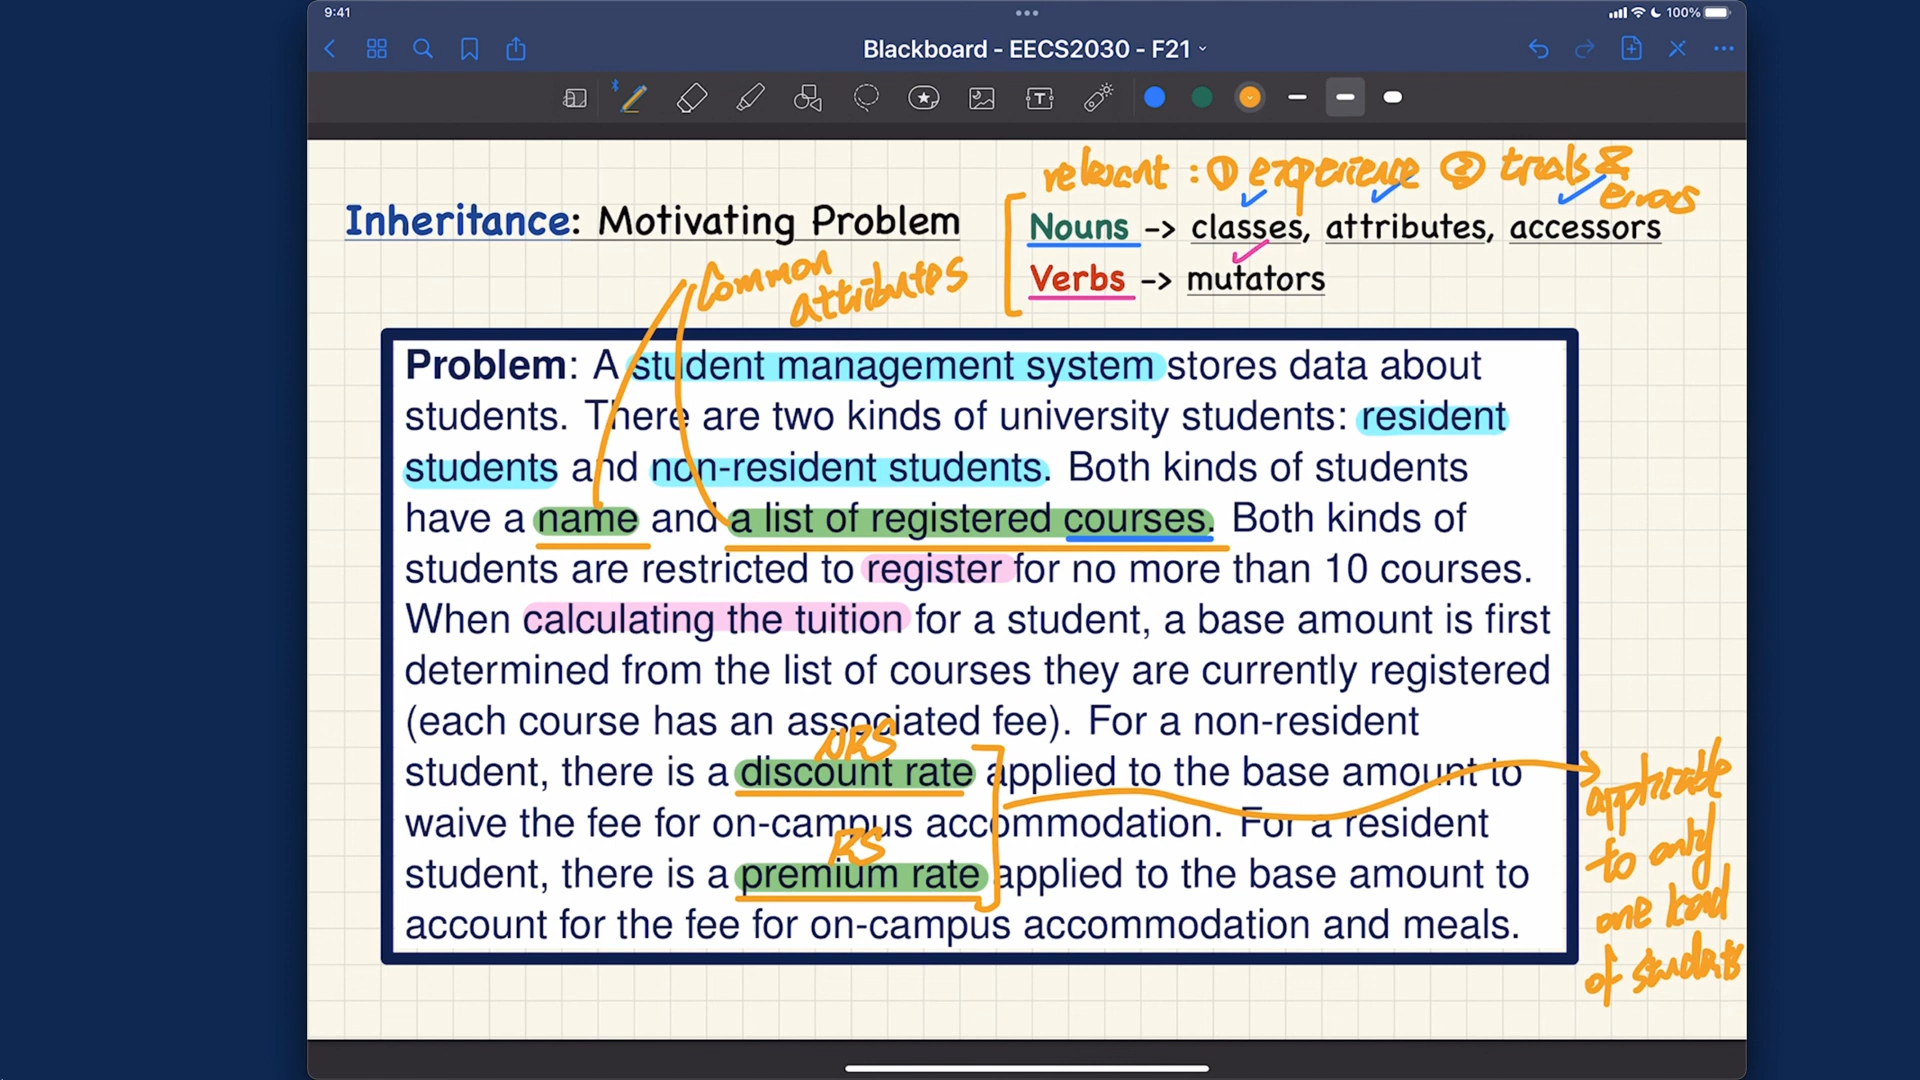 9:41
100%
Blackboard - EECS2030 - F21
relevant : ① experience ② trials &
errors
Inheritance: Motivating Problem
Nouns -> classes, attributes, accessors
Verbs -> mutators
Common
attributes
Problem: A student management system stores data about
students. There are two kinds of university students: resident
students and non-resident students. Both kinds of students
have a name and a list of registered courses. Both kinds of
students are restricted to register for no more than 10 courses.
When calculating the tuition for a student, a base amount is first
determined from the list of courses they are currently registered
(each course has an associated fee). For a non-resident
NRS
student, there is a discount rate applied to the base amount to
waive the fee for on-campus accommodation. For a resident
RS
student, there is a premium rate applied to the base amount to
account for the fee for on-campus accommodation and meals.
applicable
to only
one kind
of students